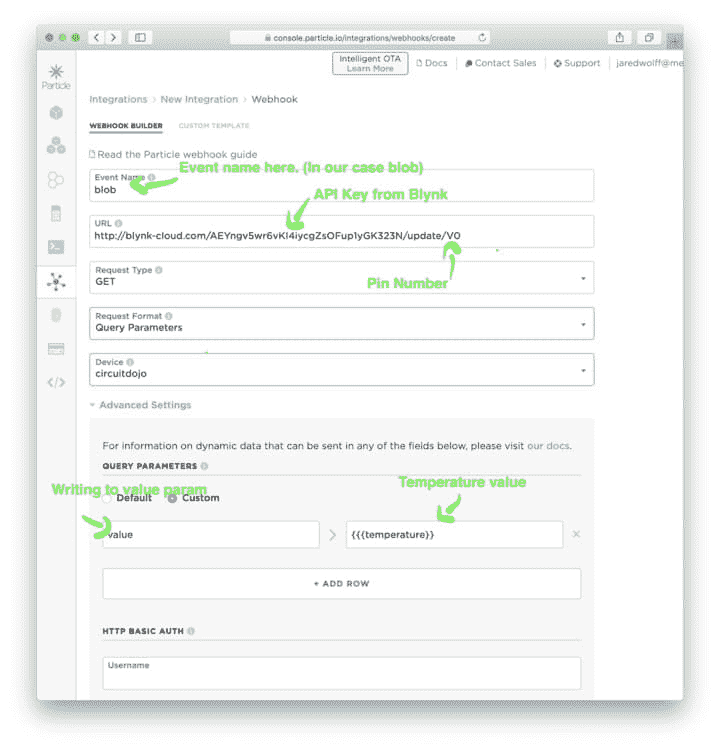 console.particle.io/integrations/webhooks/create
Intelligent OTA
Learn More
Docs
Contact Sales
Support
jaredwolff@me
Particle
Integrations > New Integration > Webhook
WEBHOOK BUILDER
CUSTOM TEMPLATE
Read the Particle webhook guide
Event name here. (In our case blob)
Event Name
blob
API Key from Blynk
URL
http://blynk-cloud.com/AEYngv5wr6vKI4iycgZsOFup1yGK323N/update/V0
Pin Number
Request Type
GET
Request Format
Query Parameters
Device
circuitdojo
Advanced Settings
For information on dynamic data that can be sent in any of the fields below, please visit our docs.
QUERY PARAMETERS
Writing to value param
Temperature value
Default
Custom
value
{{{temperature}}
+ ADD ROW
HTTP BASIC AUTH
Username